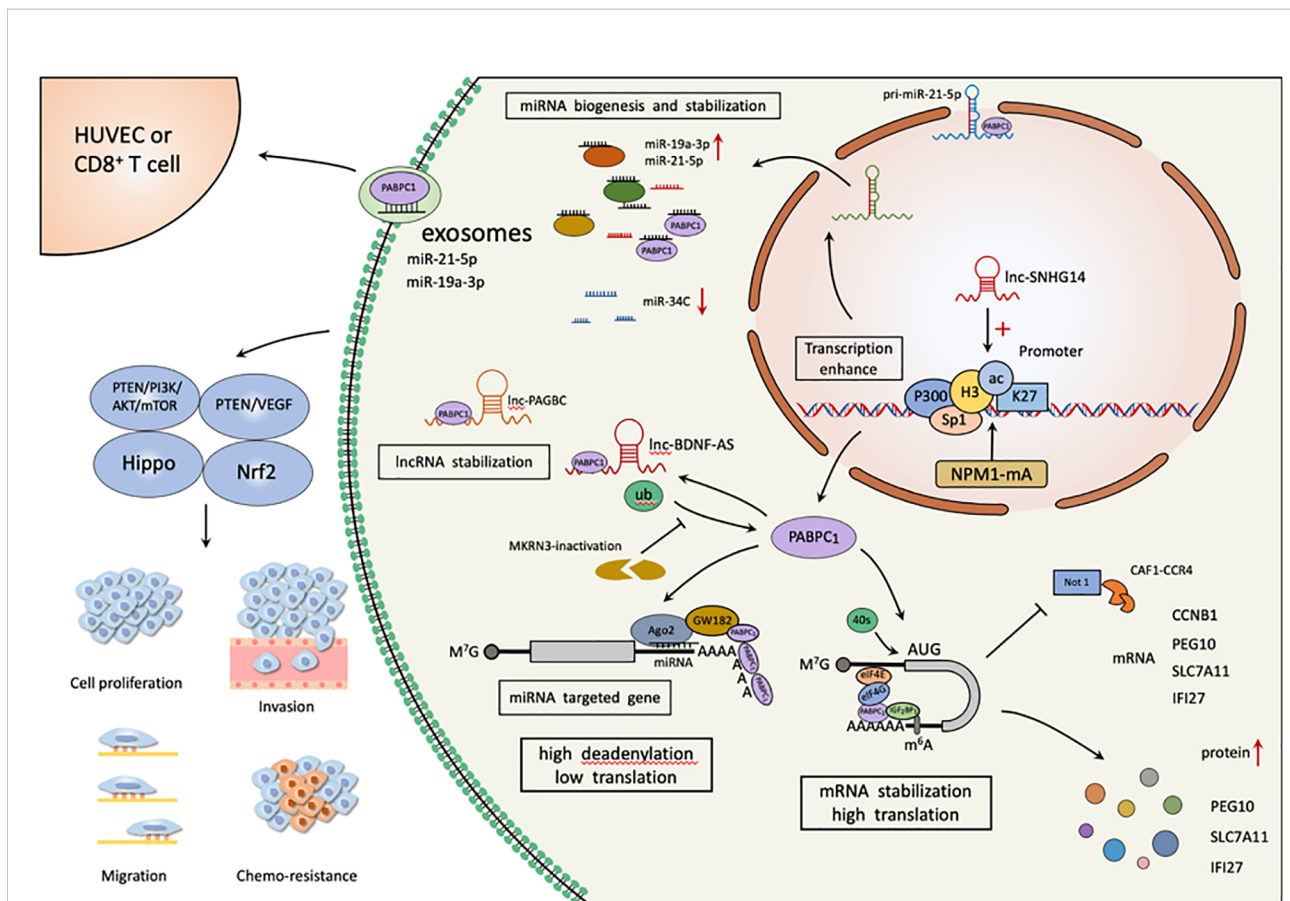 HUVEC or
CD8⁺ T cell
PABPC1
exosomes
miR-21-5p
miR-19a-3p
miRNA biogenesis and stabilization
miR-19a-3p
miR-21-5p
PABPC1
PABPC1
miR-34C
pri-miR-21-5p
PABPC1
lnc-SNHG14
+
Promoter
Transcription
enhance
P300
H3
ac
K27
Sp1
NPM1-mA
PTEN/PI3K/
AKT/mTOR
PTEN/VEGF
Hippo
Nrf2
Cell proliferation
Invasion
Migration
Chemo-resistance
PABPC1
lnc-PAGBC
lncRNA stabilization
PABPC1
lnc-BDNF-AS
ub
MKRN3-inactivation
PABPC1
Ago2
GW182
PABPC1
M⁷G
miRNA
AAAA
A
A
A
PABPC1
PABPC1
miRNA targeted gene
high deadenylation
low translation
40s
AUG
M⁷G
eIF4E
eIF4G
PABPC1
IGF2BP1
AAAAAA
m⁶A
mRNA stabilization
high translation
Not 1
CAF1-CCR4
mRNA
CCNB1
PEG10
SLC7A11
IFI27
protein
PEG10
SLC7A11
IFI27